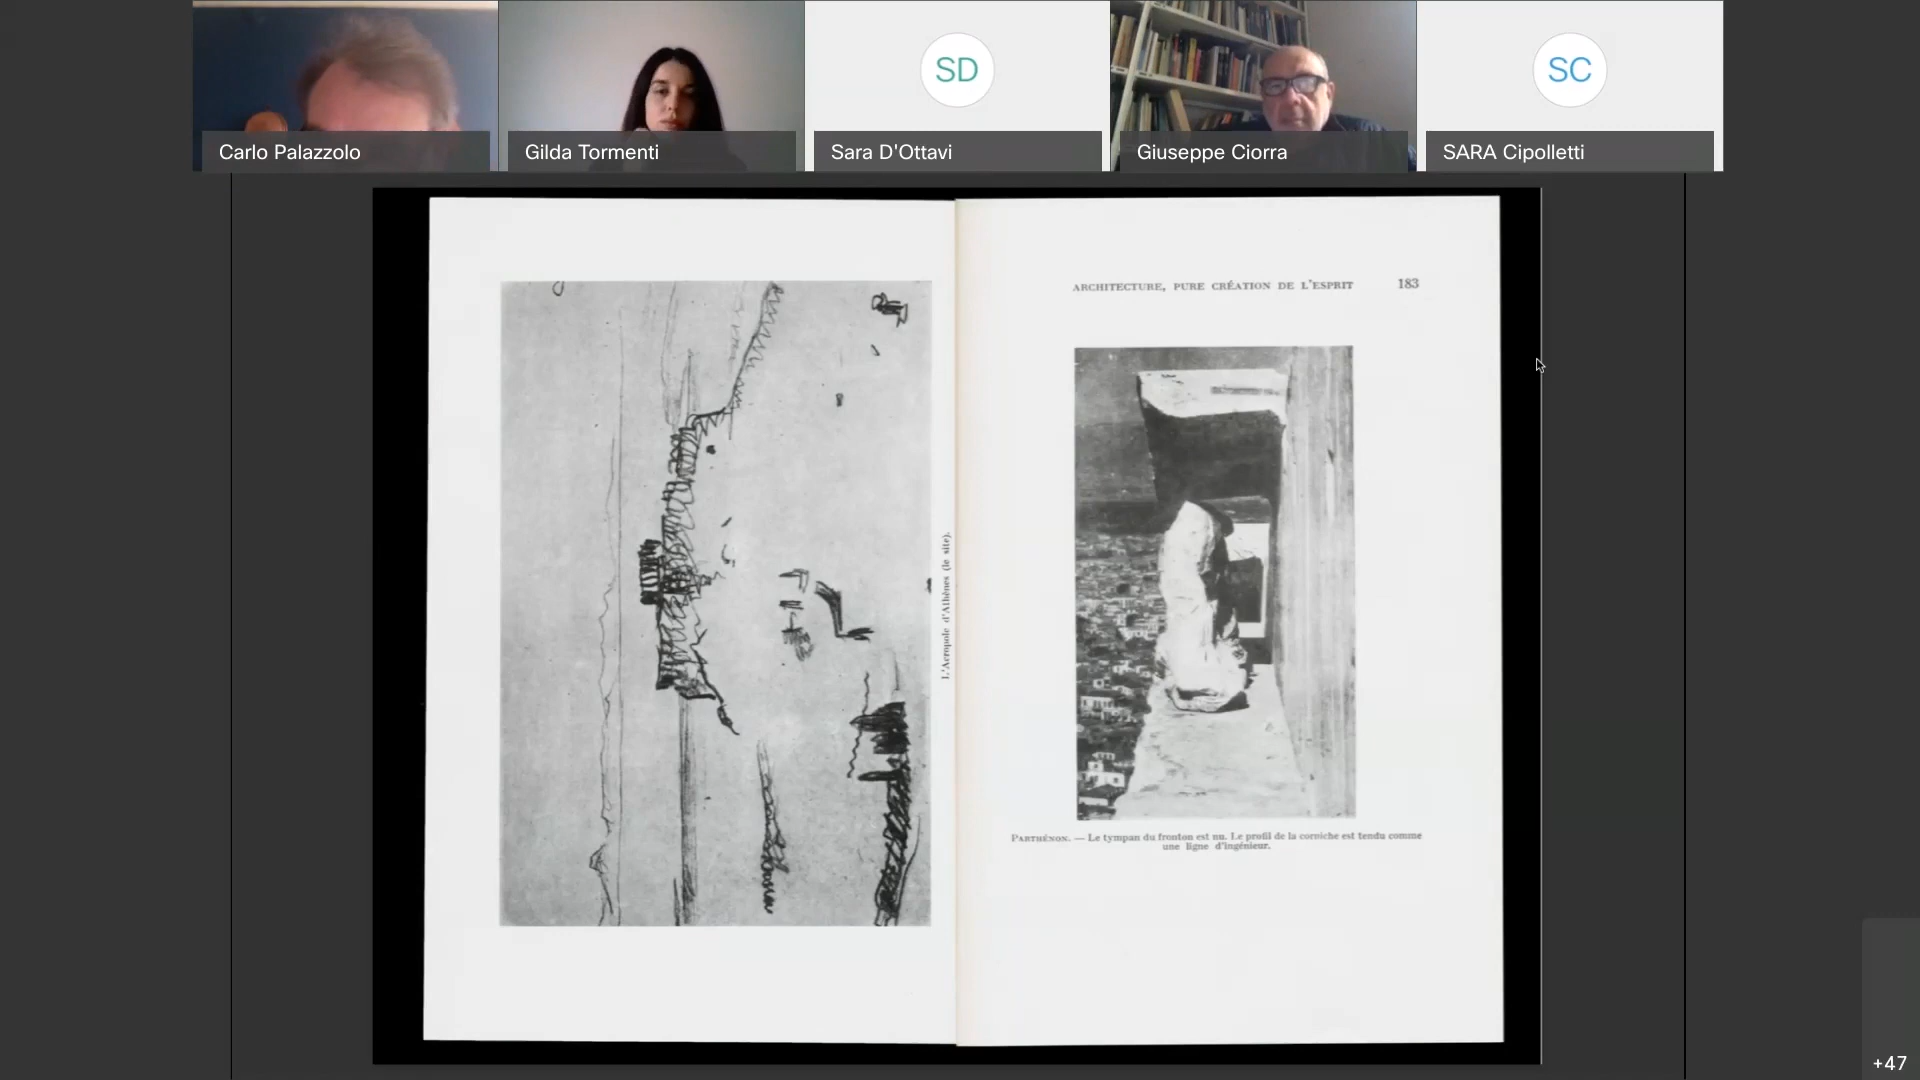 SD
SC
Carlo Palazzolo
Gilda Tormenti
Sara D'Ottavi
Giuseppe Ciorra
SARA Cipolletti
L'Acropole d'Athènes (le site).
ARCHITECTURE, PURE CRÉATION DE L'ESPRIT 183
PARTHÉNON. — Le tympan du fronton est nu. Le profil de la corniche est tendu comme
une ligne d'ingénieur.
+47